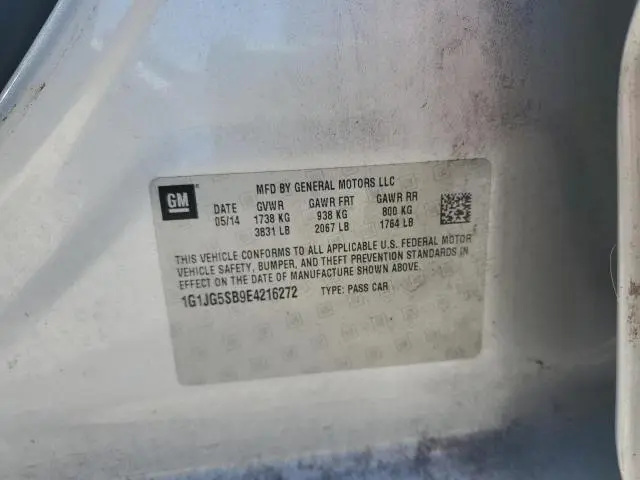 GM
MFD BY GENERAL MOTORS LLC
DATE GVWR GAWR FRT GAWR RR
05/14 1738 KG 938 KG 800 KG
3831 LB 2067 LB 1764 LB
THIS VEHICLE CONFORMS TO ALL APPLICABLE U.S. FEDERAL MOTOR
VEHICLE SAFETY, BUMPER, AND THEFT PREVENTION STANDARDS IN
EFFECT ON THE DATE OF MANUFACTURE SHOWN ABOVE.
1G1JG5SB9E4216272 TYPE: PASS CAR